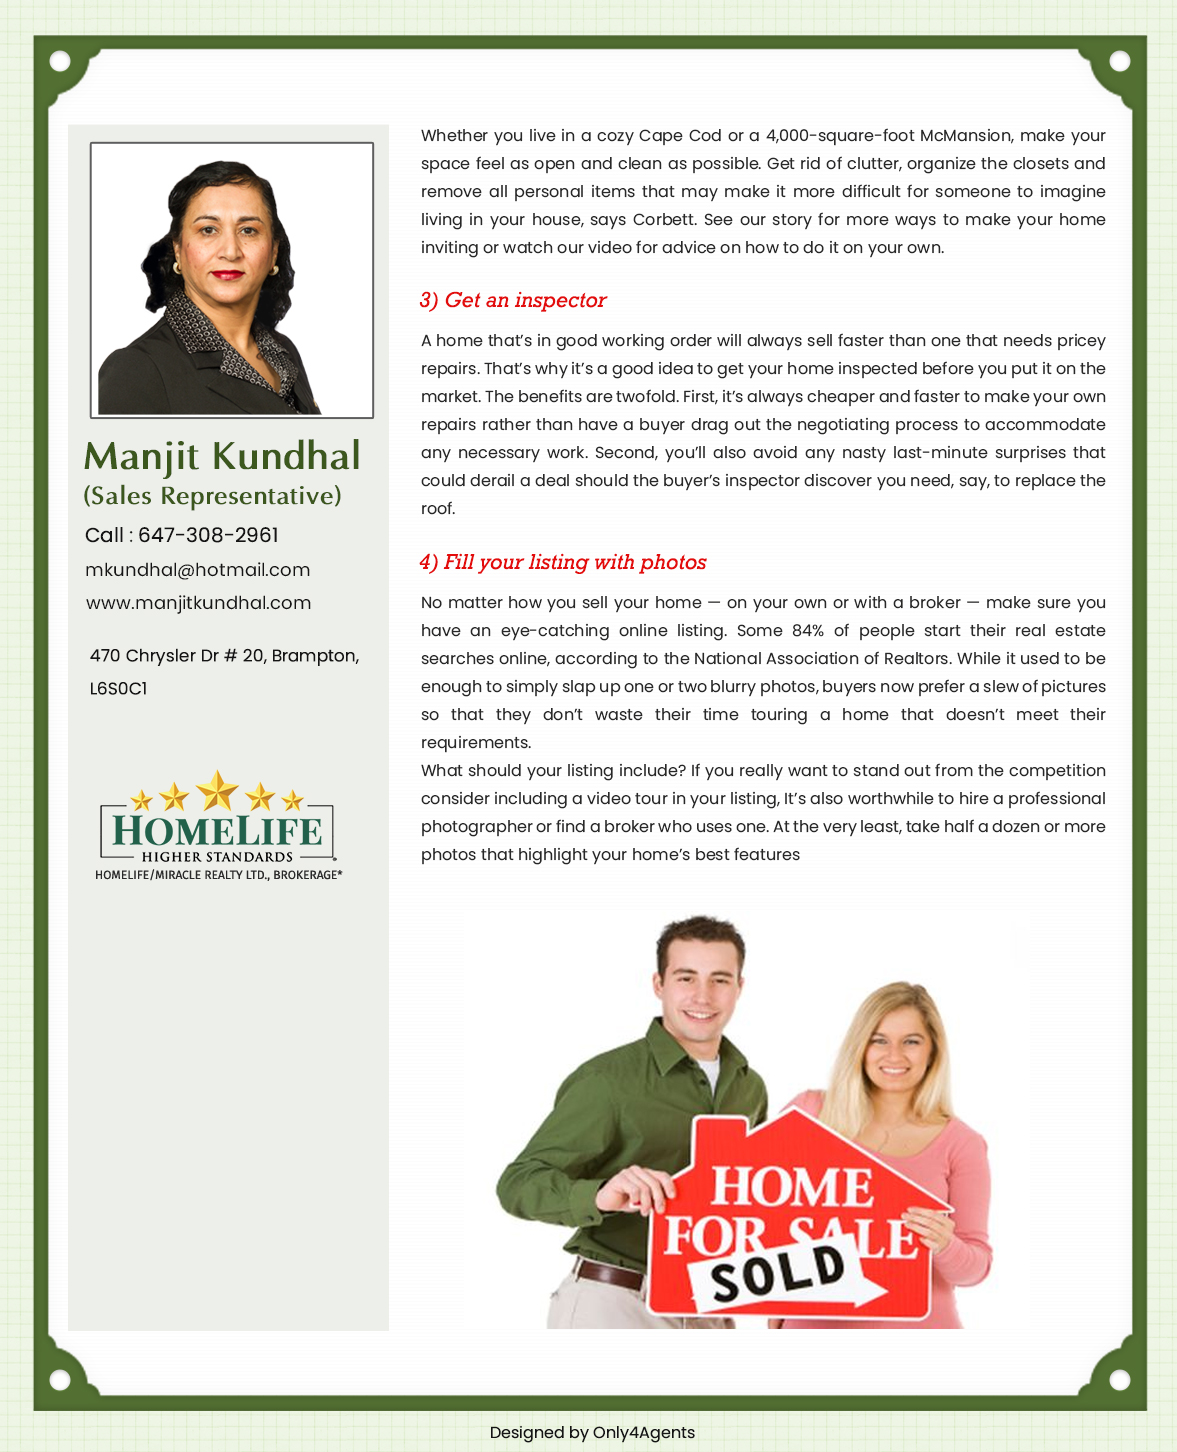 Manjit Kundhal
(Sales Representative)
Call : 647-308-2961
mkundhal@hotmail.com
www.manjitkundhal.com
470 Chrysler Dr # 20, Brampton,
L6S0C1
HOMELIFE
HIGHER STANDARDS
HOMELIFE/MIRACLE REALTY LTD., BROKERAGE*
Whether you live in a cozy Cape Cod or a 4,000-square-foot McMansion, make your
space feel as open and clean as possible. Get rid of clutter, organize the closets and
remove all personal items that may make it more difficult for someone to imagine
living in your house, says Corbett. See our story for more ways to make your home
inviting or watch our video for advice on how to do it on your own.
3) Get an inspector
A home that’s in good working order will always sell faster than one that needs pricey
repairs. That’s why it’s a good idea to get your home inspected before you put it on the
market. The benefits are twofold. First, it’s always cheaper and faster to make your own
repairs rather than have a buyer drag out the negotiating process to accommodate
any necessary work. Second, you’ll also avoid any nasty last-minute surprises that
could derail a deal should the buyer’s inspector discover you need, say, to replace the
roof.
4) Fill your listing with photos
No matter how you sell your home — on your own or with a broker — make sure you
have an eye-catching online listing. Some 84% of people start their real estate
searches online, according to the National Association of Realtors. While it used to be
enough to simply slap up one or two blurry photos, buyers now prefer a slew of pictures
so that they don’t waste their time touring a home that doesn’t meet their
requirements.
What should your listing include? If you really want to stand out from the competition
consider including a video tour in your listing, It’s also worthwhile to hire a professional
photographer or find a broker who uses one. At the very least, take half a dozen or more
photos that highlight your home’s best features
HOME
FOR SALE
SOLD
Designed by Only4Agents